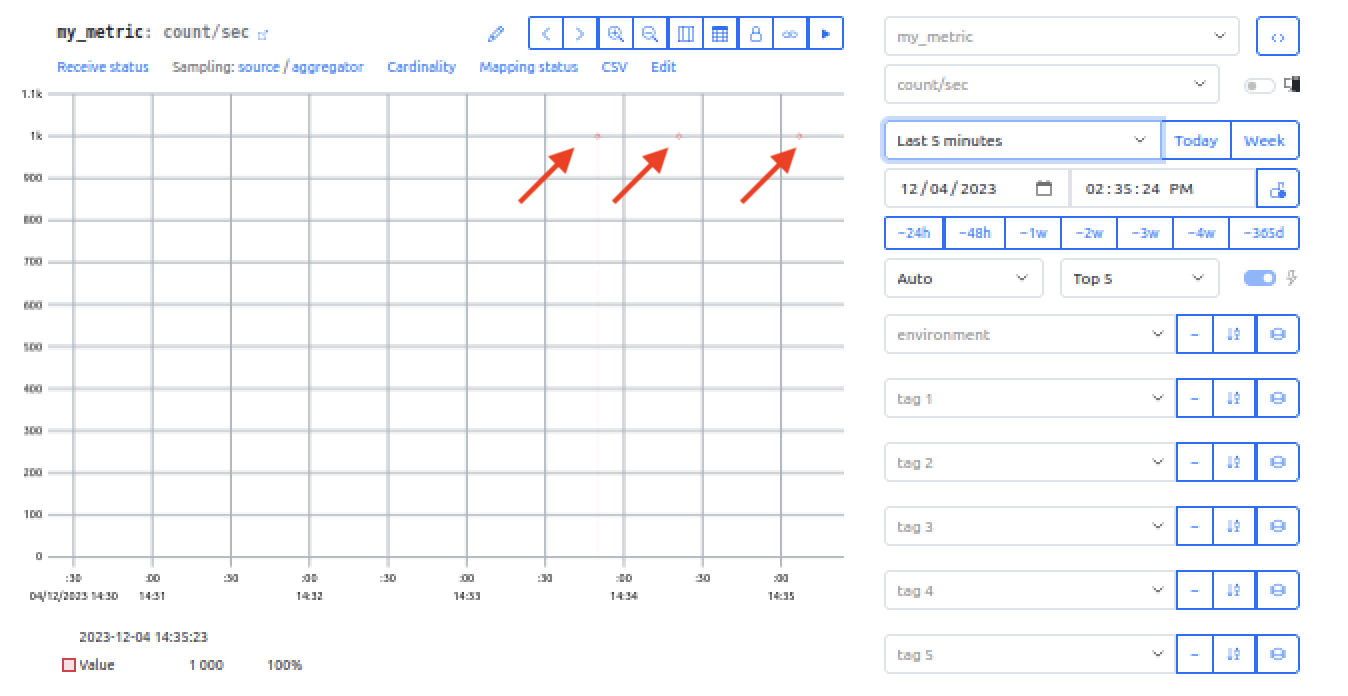 my_metric: count/sec
Receive status Sampling: source / aggregator Cardinality Mapping status CSV Edit
1.1k
1k
900
800
700
600
500
400
300
200
100
0
:30 :00 :30 :00 :30 :00 :30 :00 :30 :00
04/12/2023 14:30 14:31 14:32 14:33 14:34 14:35
2023-12-04 14:35:23
Value 1 000 100%
my_metric
count/sec
Last 5 minutes Today Week
12/04/2023 02:35:24 PM
−24h −48h −1w −2w −3w −4w −365d
Auto Top 5
environment
tag 1
tag 2
tag 3
tag 4
tag 5